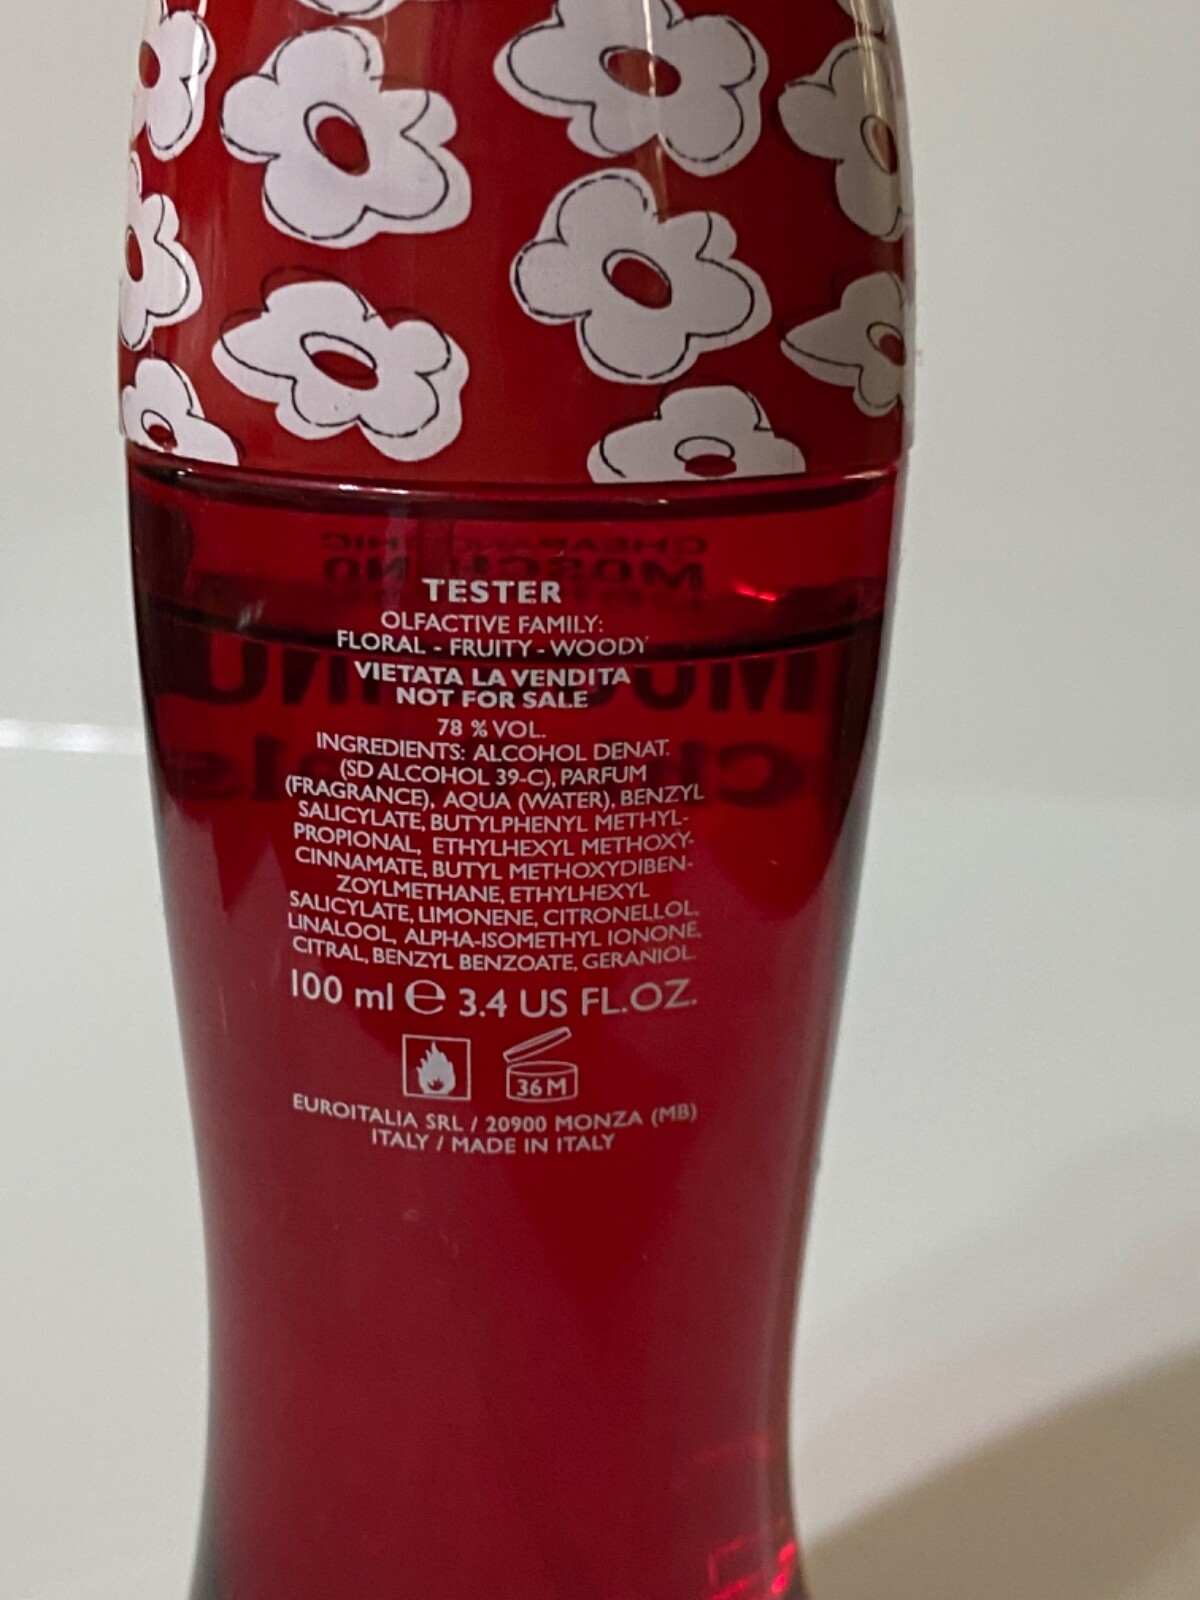 TESTER
OLFACTIVE FAMILY:
FLORAL - FRUITY - WOODY
VIETATA LA VENDITA
NOT FOR SALE
78 % VOL.
INGREDIENTS: ALCOHOL DENAT.
(SD ALCOHOL 39-C), PARFUM
(FRAGRANCE), AQUA (WATER), BENZYL
SALICYLATE, BUTYLPHENYL METHYL-
PROPIONAL, ETHYLHEXYL METHOXY-
CINNAMATE, BUTYL METHOXYDIBEN-
ZOYLMETHANE, ETHYLHEXYL
SALICYLATE, LIMONENE, CITRONELLOL,
LINALOOL, ALPHA-ISOMETHYL IONONE,
CITRAL, BENZYL BENZOATE, GERANIOL.
100 ml e 3.4 US FL.OZ.
36 M
EUROITALIA SRL / 20900 MONZA (MB)
ITALY / MADE IN ITALY